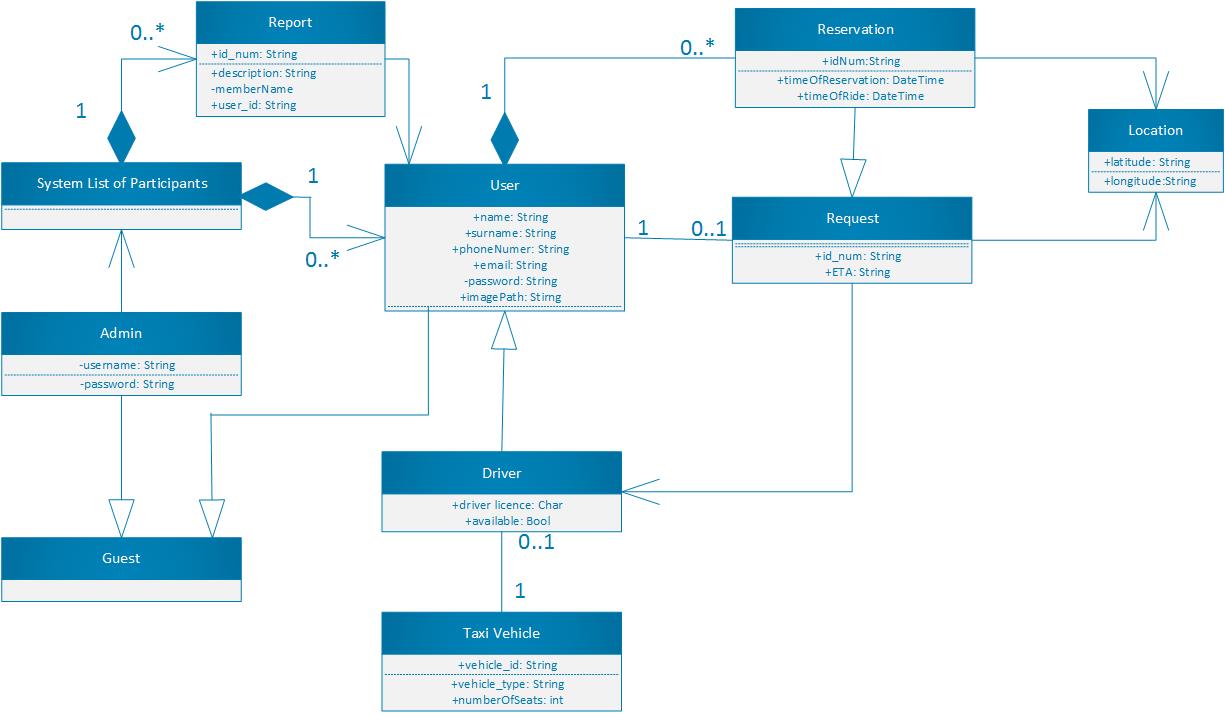 Report
+id_num: String
+description: String
-memberName
+user_id: String
0..*
1
System List of Participants
1
0..*
User
+name: String
+surname: String
+phoneNumer: String
+email: String
-password: String
+imagePath: Stirng
1
0..*
Reservation
+idNum:String
+timeOfReservation: DateTime
+timeOfRide: DateTime
Location
+latitude: String
+longitude:String
1
0..1
Request
+id_num: String
+ETA: String
Admin
-username: String
-password: String
Guest
Driver
+driver licence: Char
+available: Bool
0..1
1
Taxi Vehicle
+vehicle_id: String
+vehicle_type: String
+numberOfSeats: int